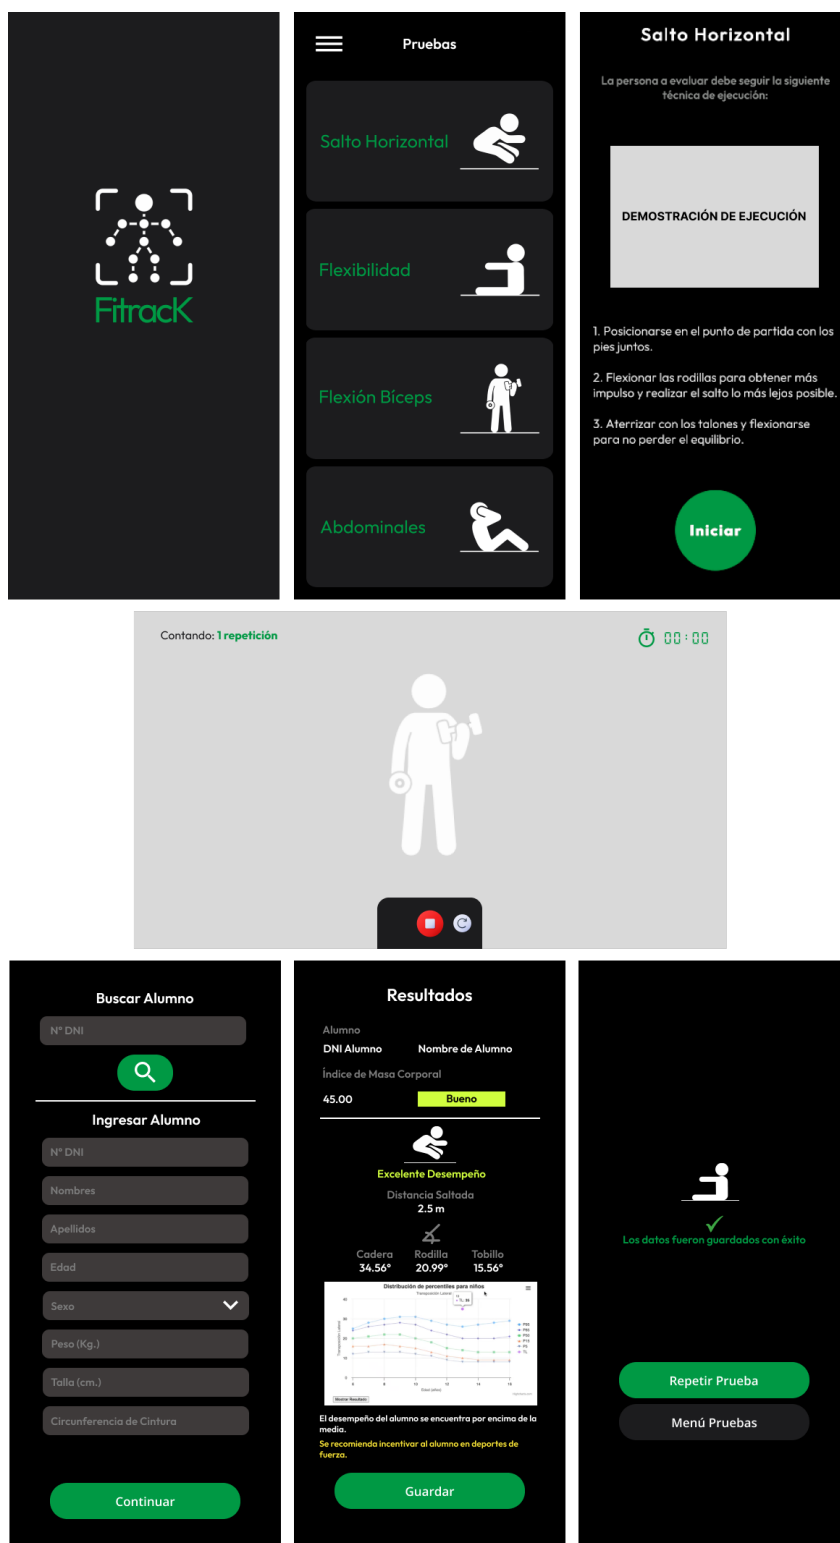 FitracK
Pruebas
Salto Horizontal
Flexibilidad
Flexión Bíceps
Abdominales
Salto Horizontal
La persona a evaluar debe seguir la siguiente
técnica de ejecución:
DEMOSTRACIÓN DE EJECUCIÓN
1. Posicionarse en el punto de partida con los
pies juntos.
2. Flexionar las rodillas para obtener más
impulso y realizar el salto lo más lejos posible.
3. Aterrizar con los talones y flexionarse
para no perder el equilibrio.
Iniciar
Contando: 1 repetición
00:00
Buscar Alumno
N° DNI
Ingresar Alumno
N° DNI
Nombres
Apellidos
Edad
Sexo
Peso (Kg.)
Talla (cm.)
Circunferencia de Cintura
Continuar
Resultados
Alumno
DNI Alumno Nombre de Alumno
Índice de Masa Corporal
45.00 Bueno
Excelente Desempeño
Distancia Saltada
2.5 m
Cadera Rodilla Tobillo
34.56° 20.99° 15.56°
Distribución de percentiles para niños
Mostrar Resultado
El desempeño del alumno se encuentra por encima de la
media.
Se recomienda incentivar al alumno en deportes de
fuerza.
Guardar
Los datos fueron guardados con éxito
Repetir Prueba
Menú Pruebas